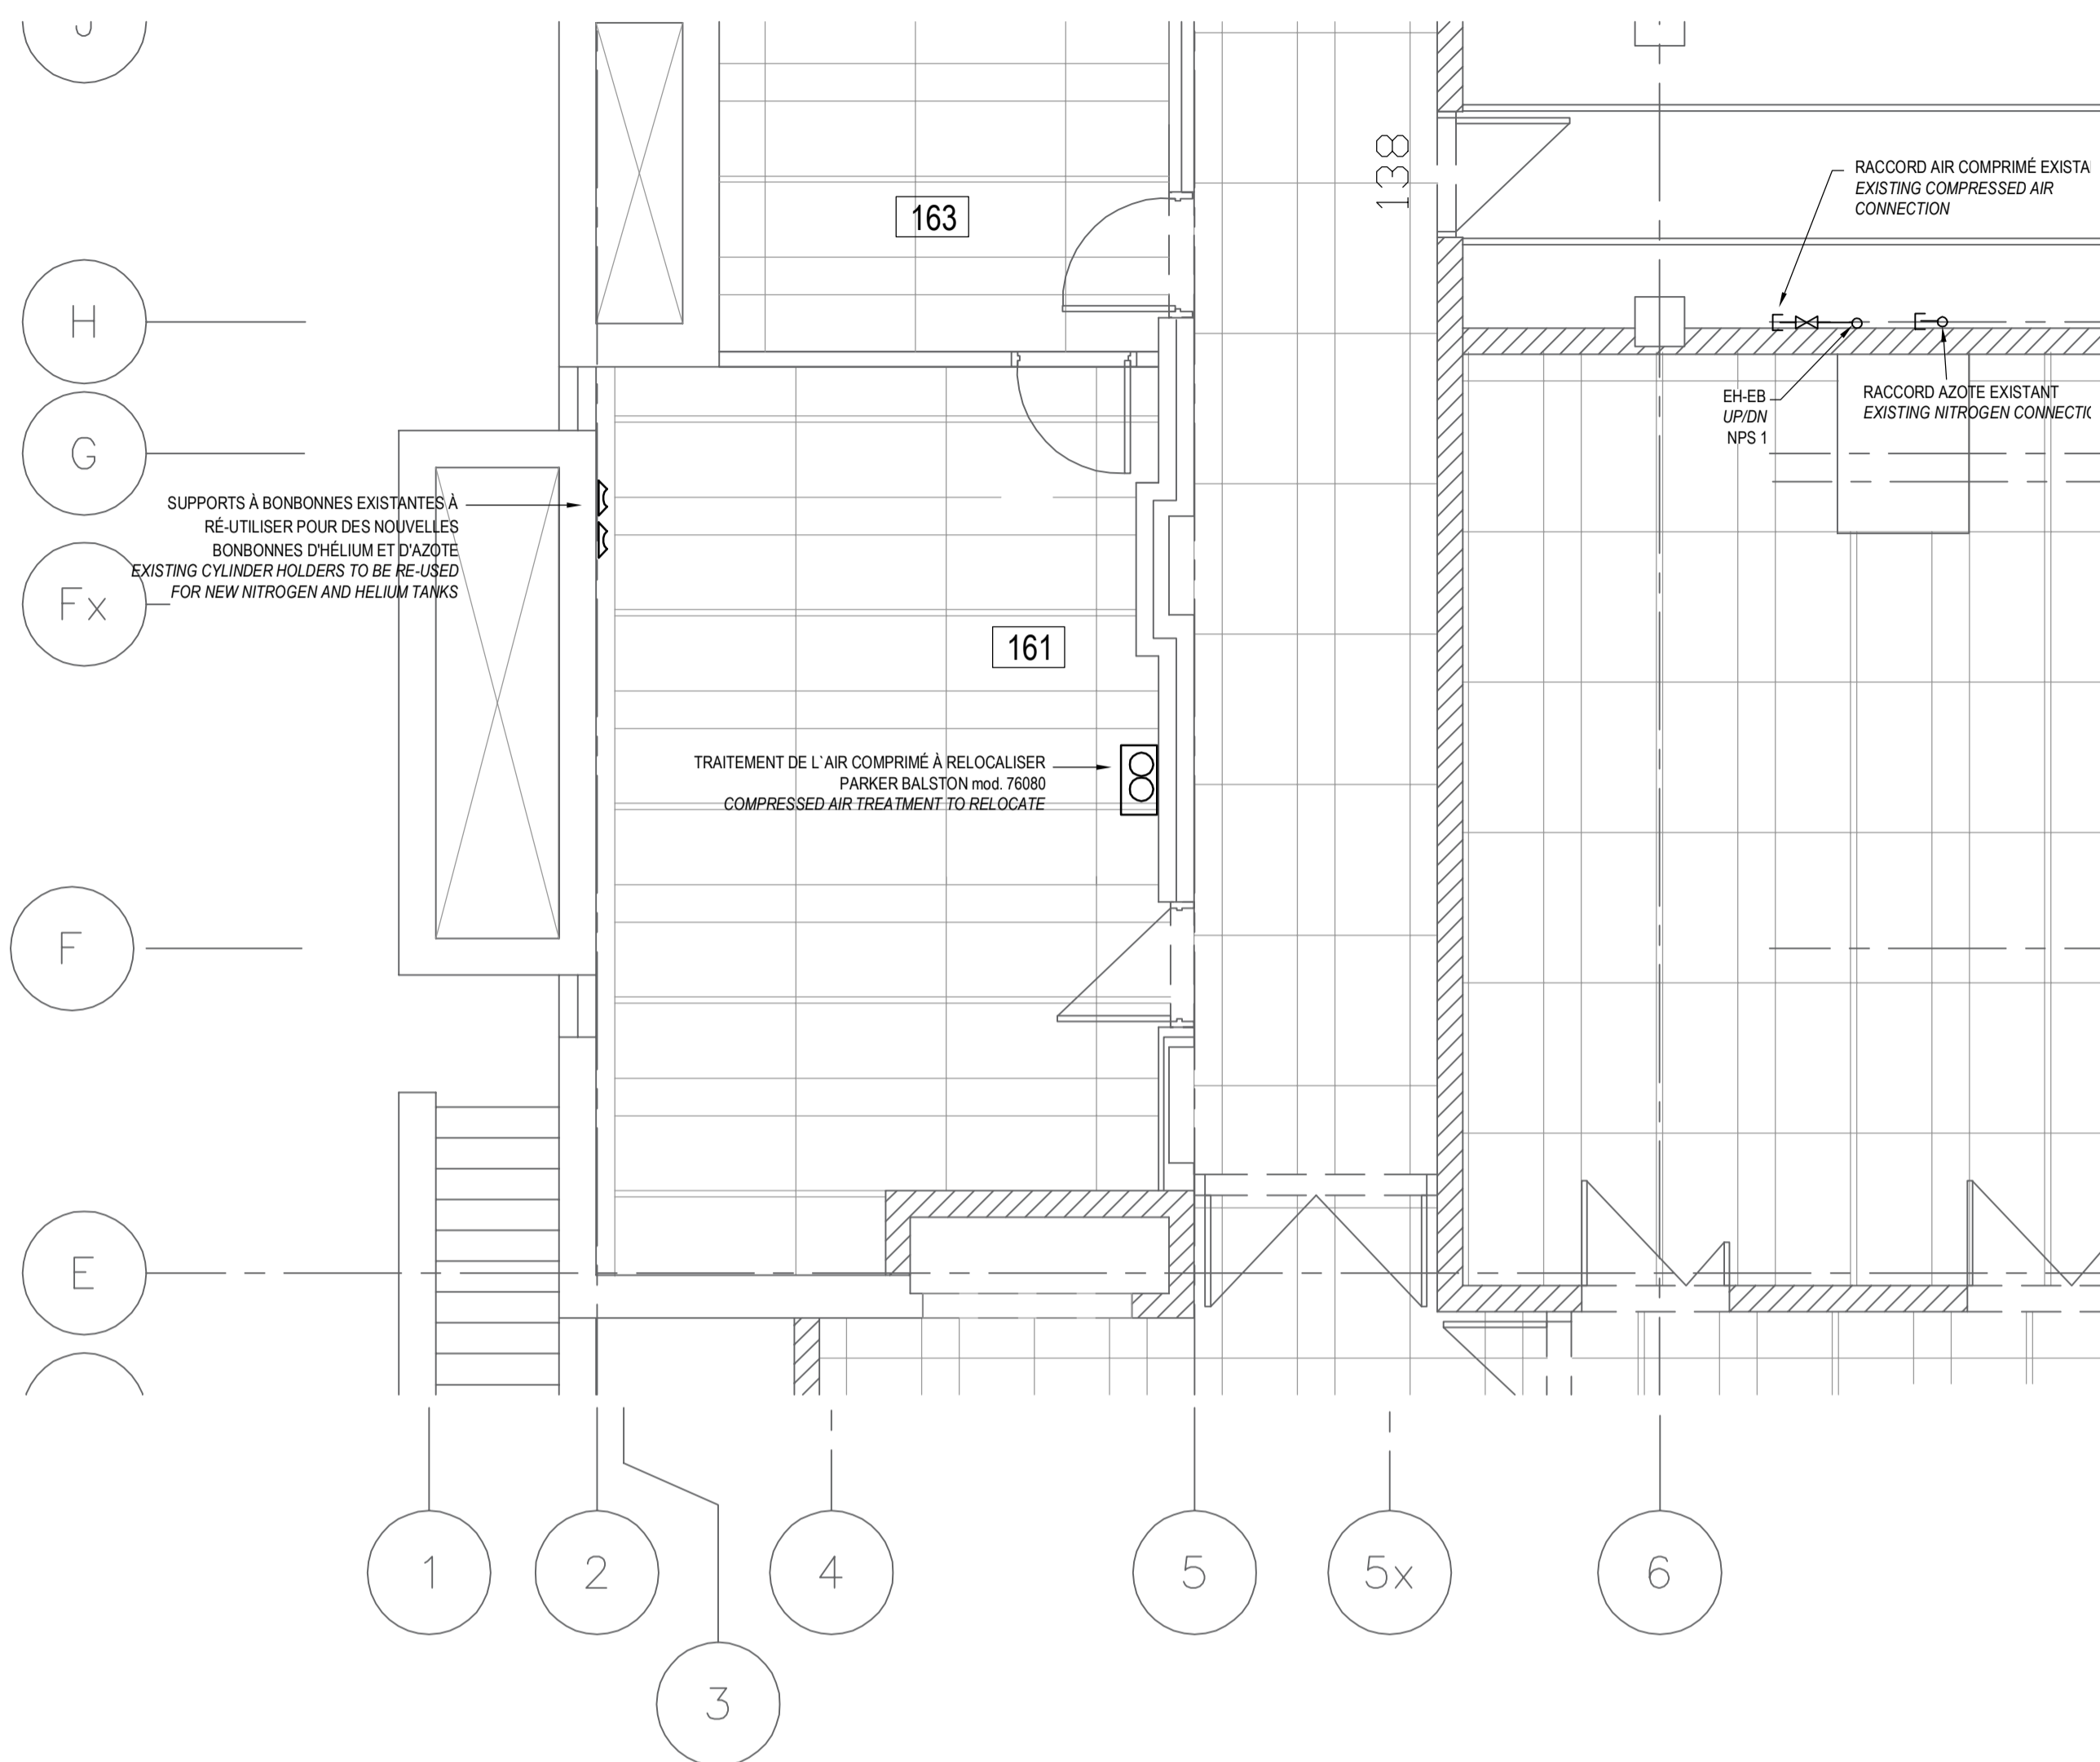 J
163
138
RACCORD AIR COMPRIMÉ
EXISTING COMPRESSED AIR
CONNECTION
H
EH-EB
UP/DN
NPS 1
RACCORD AZOTE EXISTANT
EXISTING NITROGEN
G
SUPPORTS À BONBONNES EXISTANTES À
RÉ-UTILISER POUR DES NOUVELLES
BONBONNES D'HÉLIUM ET D'AZOTE
EXISTING CYLINDER HOLDERS TO BE RE-USED
FOR NEW NITROGEN AND HELIUM TANKS
Fx
161
TRAITEMENT DE L`AIR COMPRIMÉ À RELOCALISER
PARKER BALSTON mod. 76080
COMPRESSED AIR TREATMENT TO RELOCATE
F
E
1
2
4
5
5x
6
3